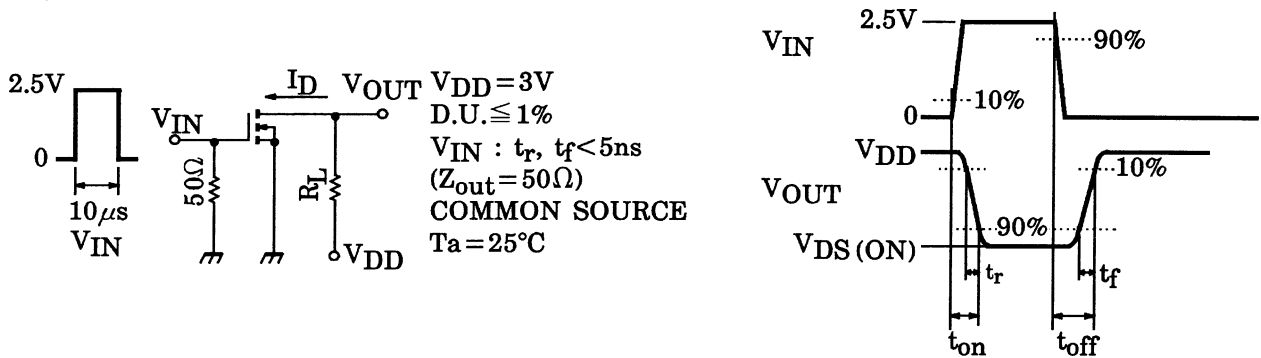 2.5V
0
10μs
VIN
VIN
50Ω
ID
VOUT
RL
VDD
VDD=3V
D.U.≦1%
VIN : tr, tf<5ns
(Zout=50Ω)
COMMON SOURCE
Ta=25°C
VIN
2.5V
90%
10%
0
VDD
10%
VOUT
90%
VDS (ON)
tr
tf
ton
toff